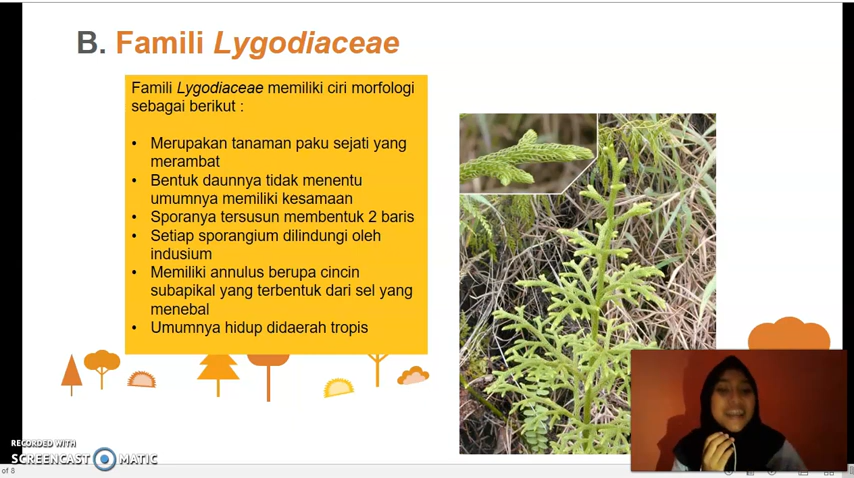 B. Famili Lygodiaceae
Famili Lygodiaceae memiliki ciri morfologi
sebagai berikut :
• Merupakan tanaman paku sejati yang
merambat
• Bentuk daunnya tidak menentu
umumnya memiliki kesamaan
• Sporanya tersusun membentuk 2 baris
• Setiap sporangium dilindungi oleh
indusium
• Memiliki annulus berupa cincin
subapikal yang terbentuk dari sel yang
menebal
• Umumnya hidup didaerah tropis
RECORDED WITH
SCREENCAST MATIC
of 8